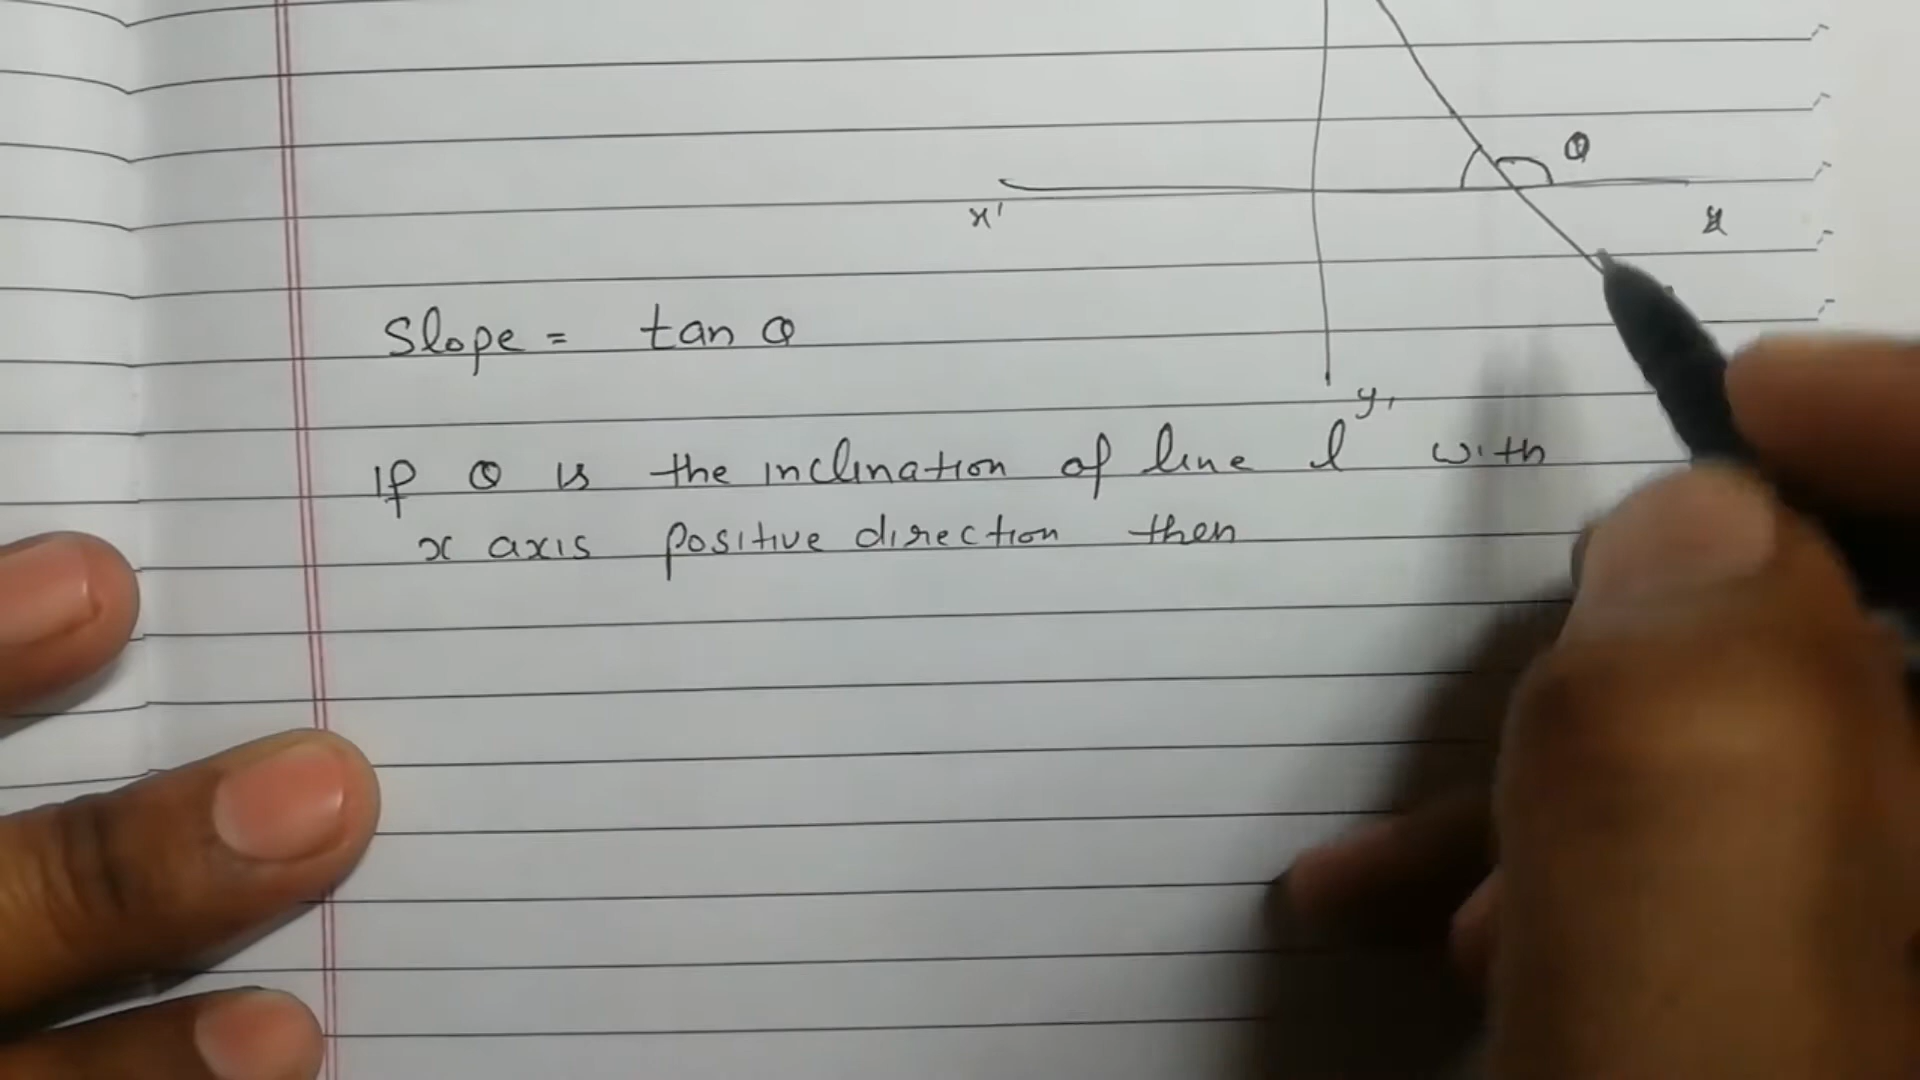 θ
x'
x
Slope = tan θ
y'
If θ is the inclination of line l with
x axis positive direction then